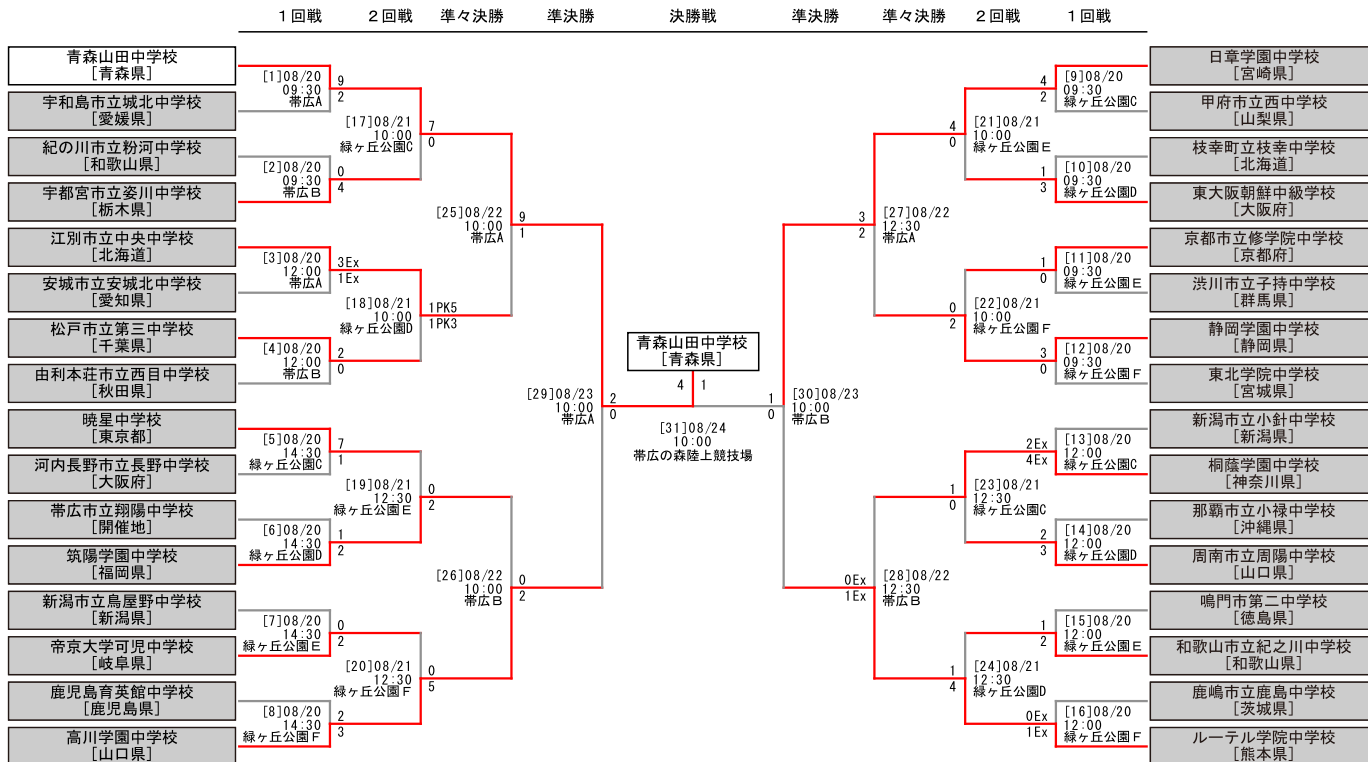 1回戦 2回戦 準々決勝 準決勝 決勝戦 準決勝 準々決勝 2回戦 1回戦
青森山田中学校
[青森県]
宇和島市立城北中学校
[愛媛県]
紀の川市立粉河中学校
[和歌山県]
宇都宮市立姿川中学校
[栃木県]
江別市立中央中学校
[北海道]
安城市立安城北中学校
[愛知県]
松戸市立第三中学校
[千葉県]
由利本荘市立西目中学校
[秋田県]
暁星中学校
[東京都]
河内長野市立長野中学校
[大阪府]
帯広市立翔陽中学校
[開催地]
筑陽学園中学校
[福岡県]
新潟市立鳥屋野中学校
[新潟県]
帝京大学可児中学校
[岐阜県]
鹿児島育英館中学校
[鹿児島県]
高川学園中学校
[山口県]
[1]08/20
09:30
帯広A
9
2
[2]08/20
09:30
帯広B
0
4
[3]08/20
12:00
帯広A
3Ex
1Ex
[4]08/20
12:00
帯広B
2
0
[5]08/20
14:30
緑ヶ丘公園C
7
1
[6]08/20
14:30
緑ヶ丘公園D
1
2
[7]08/20
14:30
緑ヶ丘公園E
0
2
[8]08/20
14:30
緑ヶ丘公園F
2
3
[17]08/21
10:00
緑ヶ丘公園C
7
0
[18]08/21
10:00
緑ヶ丘公園D
1PK5
1PK3
[19]08/21
12:30
緑ヶ丘公園E
0
2
[20]08/21
12:30
緑ヶ丘公園F
0
5
[25]08/22
10:00
帯広A
9
1
[26]08/22
10:00
帯広B
0
2
[29]08/23
10:00
帯広A
2
0
青森山田中学校
[青森県]
4 1
[31]08/24
10:00
帯広の森陸上競技場
1
0
[30]08/23
10:00
帯広B
3
2
[27]08/22
12:30
帯広A
0Ex
1Ex
[28]08/22
12:30
帯広B
4
0
[21]08/21
10:00
緑ヶ丘公園E
0
2
[22]08/21
10:00
緑ヶ丘公園F
1
0
[23]08/21
12:30
緑ヶ丘公園C
1
4
[24]08/21
12:30
緑ヶ丘公園D
4
2
[9]08/20
09:30
緑ヶ丘公園C
1
3
[10]08/20
09:30
緑ヶ丘公園D
1
0
[11]08/20
09:30
緑ヶ丘公園E
3
0
[12]08/20
09:30
緑ヶ丘公園F
2Ex
4Ex
[13]08/20
12:00
緑ヶ丘公園C
2
3
[14]08/20
12:00
緑ヶ丘公園D
1
2
[15]08/20
12:00
緑ヶ丘公園E
0Ex
1Ex
[16]08/20
12:00
緑ヶ丘公園F
日章学園中学校
[宮崎県]
甲府市立西中学校
[山梨県]
枝幸町立枝幸中学校
[北海道]
東大阪朝鮮中級学校
[大阪府]
京都市立修学院中学校
[京都府]
渋川市立子持中学校
[群馬県]
静岡学園中学校
[静岡県]
東北学院中学校
[宮城県]
新潟市立小針中学校
[新潟県]
桐蔭学園中学校
[神奈川県]
那覇市立小禄中学校
[沖縄県]
周南市立周陽中学校
[山口県]
鳴門市第二中学校
[徳島県]
和歌山市立紀之川中学校
[和歌山県]
鹿嶋市立鹿島中学校
[茨城県]
ルーテル学院中学校
[熊本県]